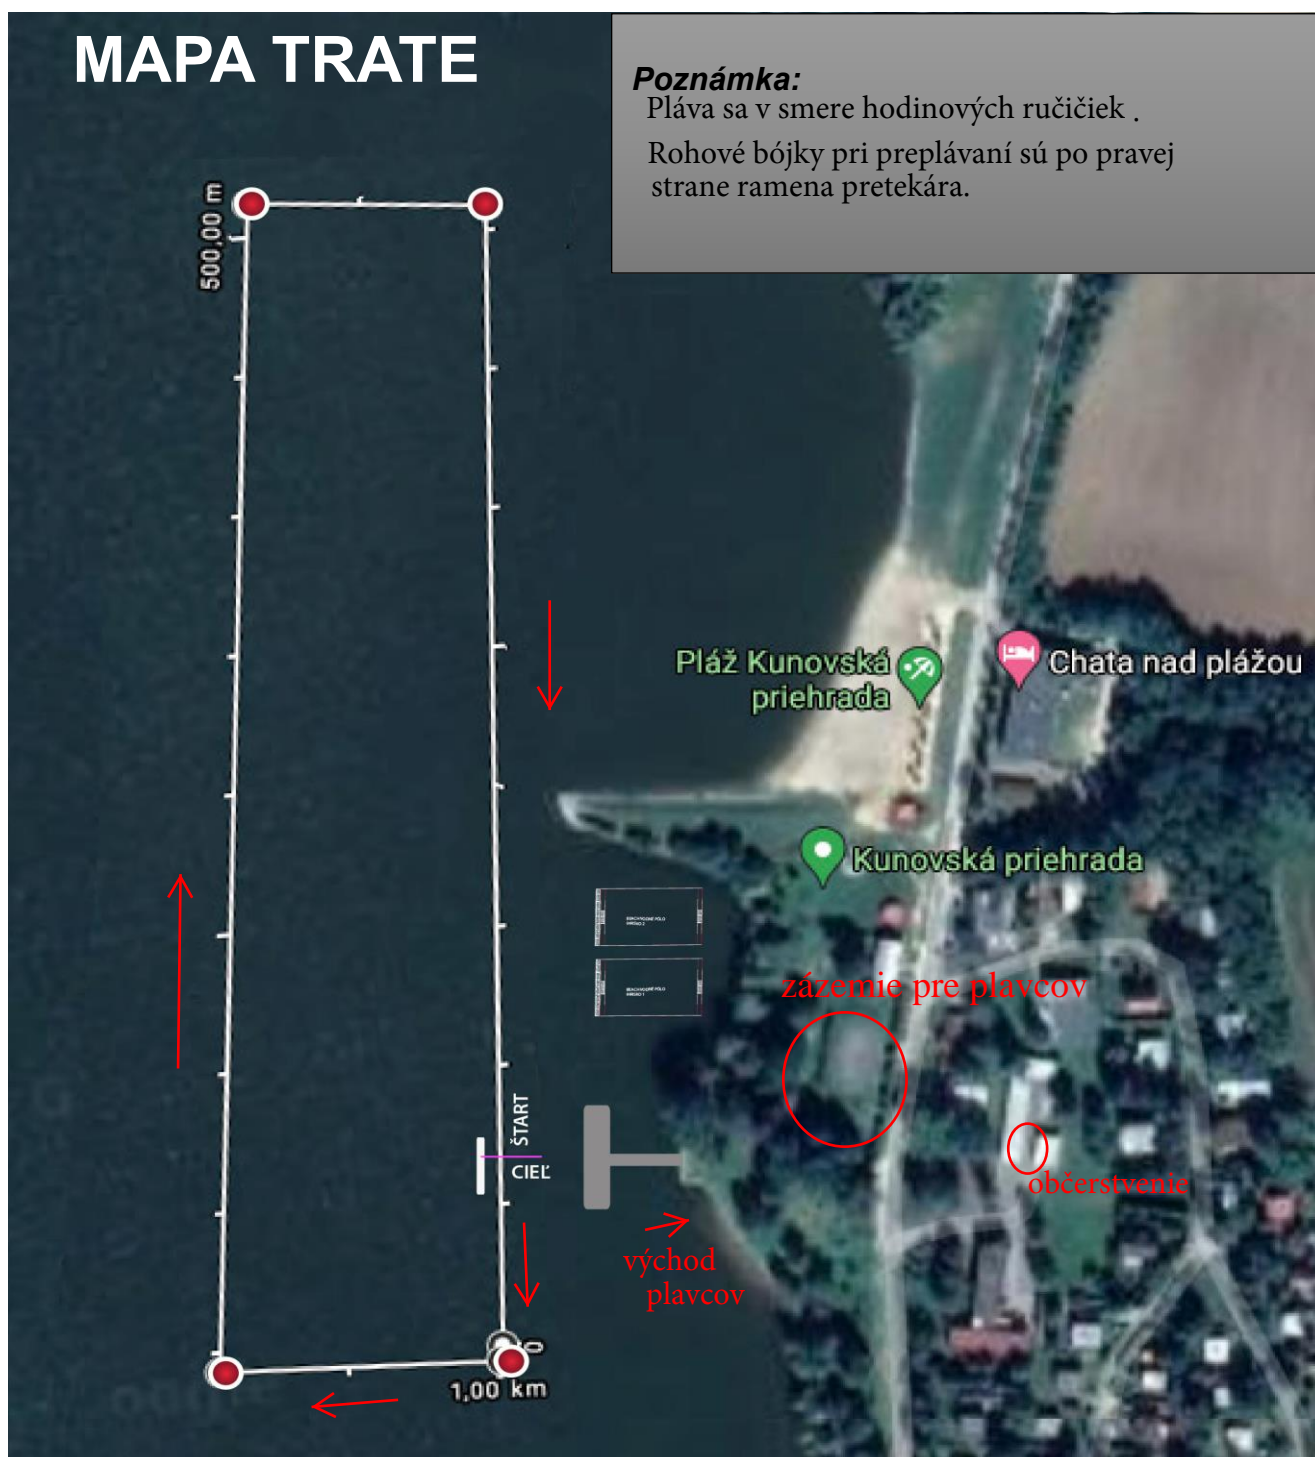 MAPA TRATE
Poznámka:
Pláva sa v smere hodinových ručičiek .
Rohové bójky pri preplávaní sú po pravej
strane ramena pretekára.
500,00 m
Pláž Kunovská
priehrada
Chata nad plážou
Kunovská priehrada
zázemie pre plavcov
ŠTART
CIEĽ
občerstvenie
východ
plavcov
0
1,00 km